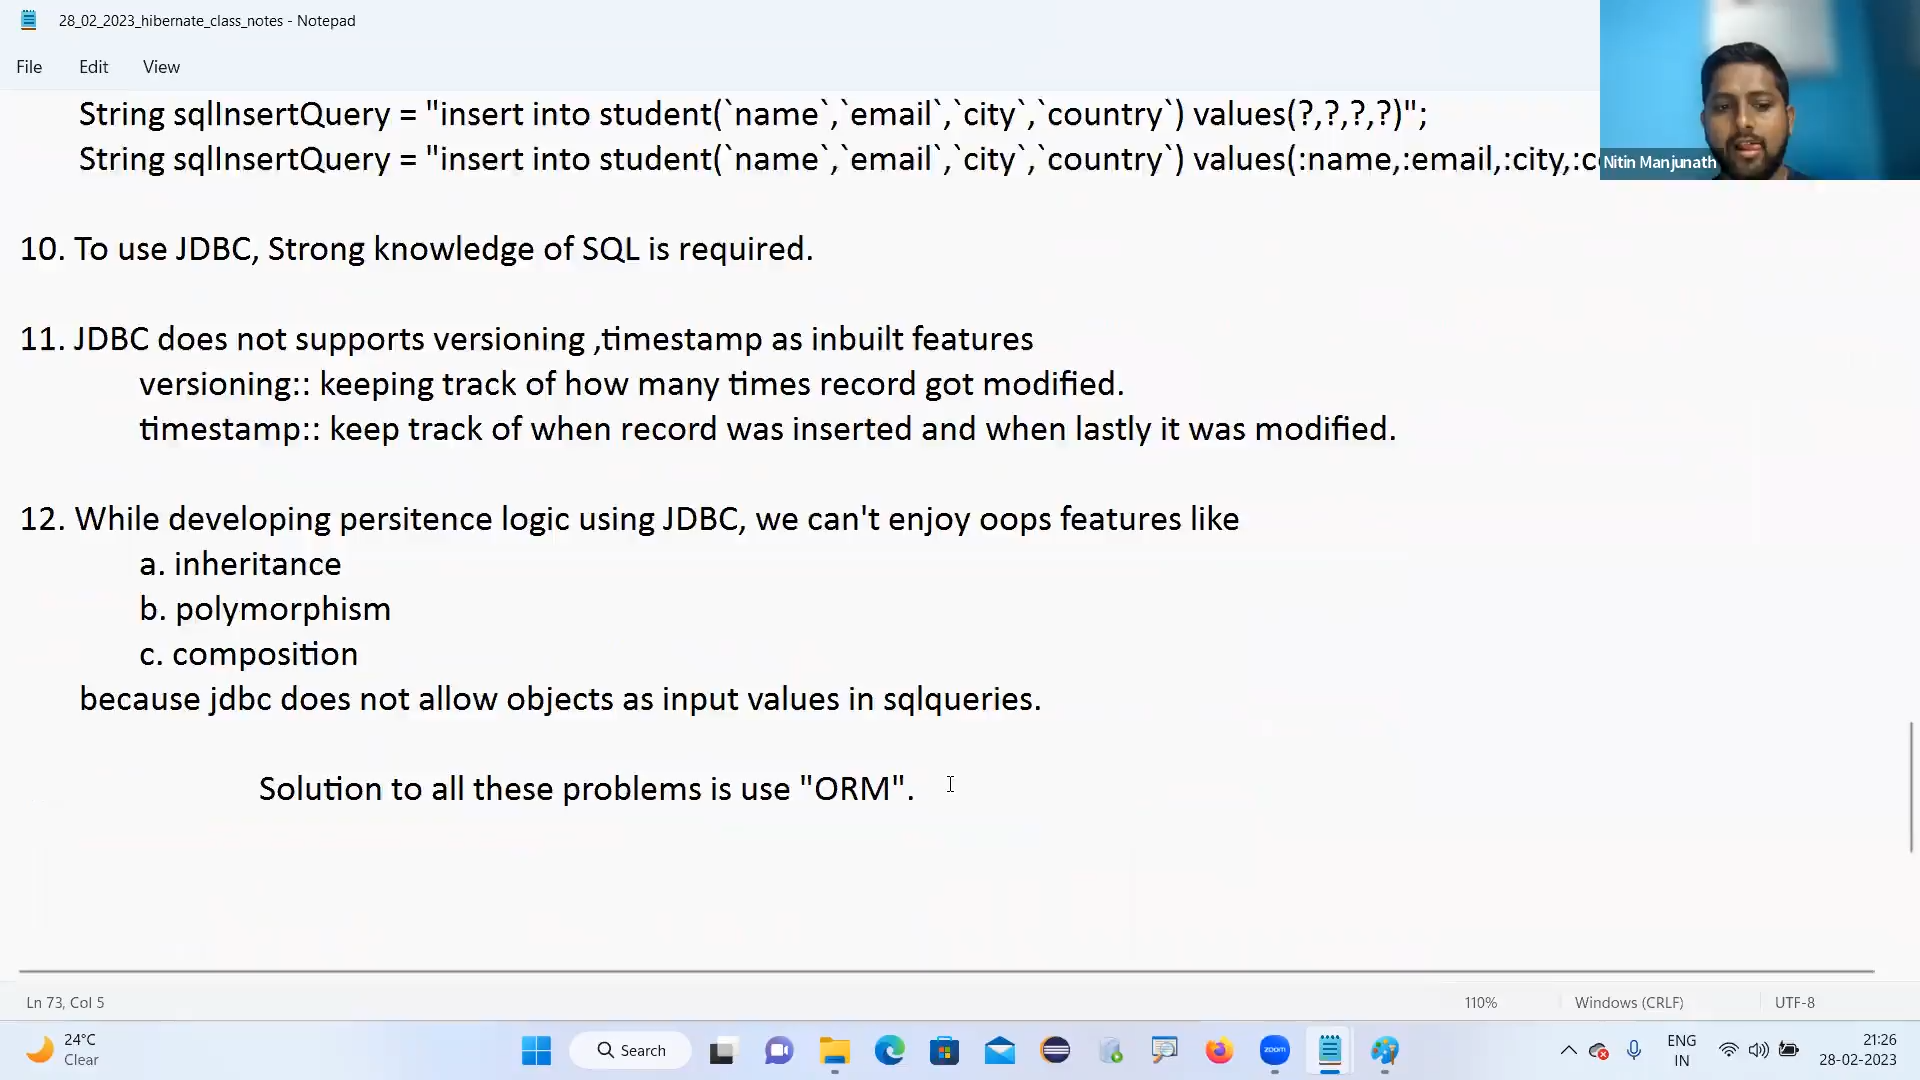 28_02_2023_hibernate_class_notes - Notepad
File Edit View
String sqlInsertQuery = "insert into student(`name`,`email`,`city`,`country`) values(?,?,?,?)";
String sqlInsertQuery = "insert into student(`name`,`email`,`city`,`country`) values(:name,:email,:city,:c
Nitin Manjunath
10. To use JDBC, Strong knowledge of SQL is required.
11. JDBC does not supports versioning ,timestamp as inbuilt features
versioning:: keeping track of how many times record got modified.
timestamp:: keep track of when record was inserted and when lastly it was modified.
12. While developing persitence logic using JDBC, we can't enjoy oops features like
a. inheritance
b. polymorphism
c. composition
because jdbc does not allow objects as input values in sqlqueries.
Solution to all these problems is use "ORM".
Ln 73, Col 5 110% Windows (CRLF) UTF-8
24°C
Clear
Search
zoom
ENG
IN
21:26
28-02-2023